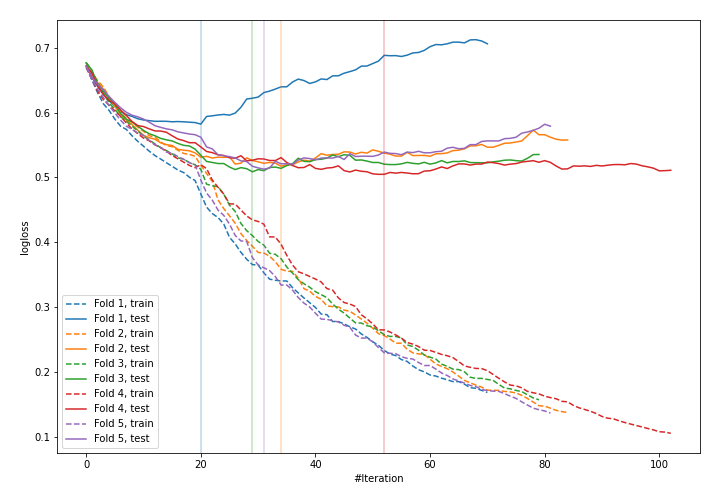 0.7
0.6
0.5
0.4
0.3
0.2
0.1
logloss
Fold 1, train
Fold 1, test
Fold 2, train
Fold 2, test
Fold 3, train
Fold 3, test
Fold 4, train
Fold 4, test
Fold 5, train
Fold 5, test
0 20 40 60 80 100
#Iteration